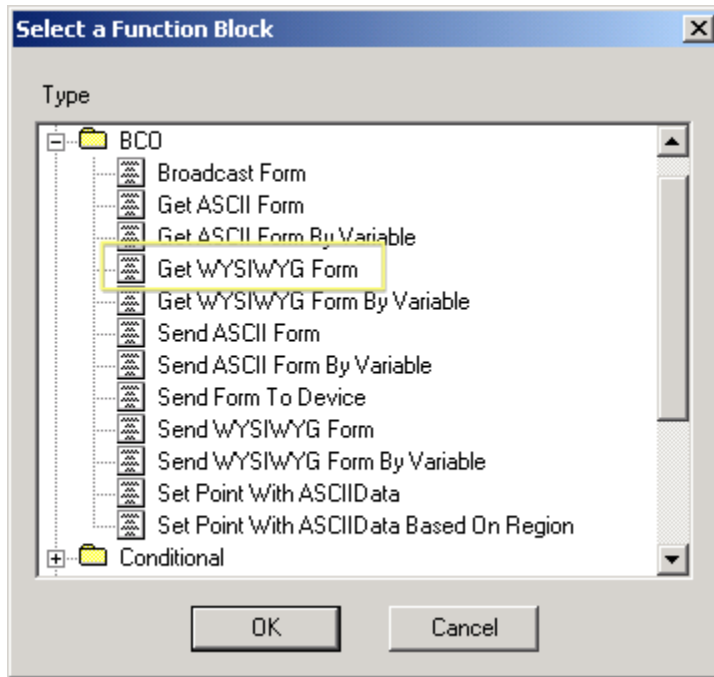 Select a Function Block
Type
BCO
Broadcast Form
Get ASCII Form
Get ASCII Form By Variable
Get WYSIWYG Form
Get WYSIWYG Form By Variable
Send ASCII Form
Send ASCII Form By Variable
Send Form To Device
Send WYSIWYG Form
Send WYSIWYG Form By Variable
Set Point With ASCIIData
Set Point With ASCIIData Based On Region
Conditional
OK Cancel